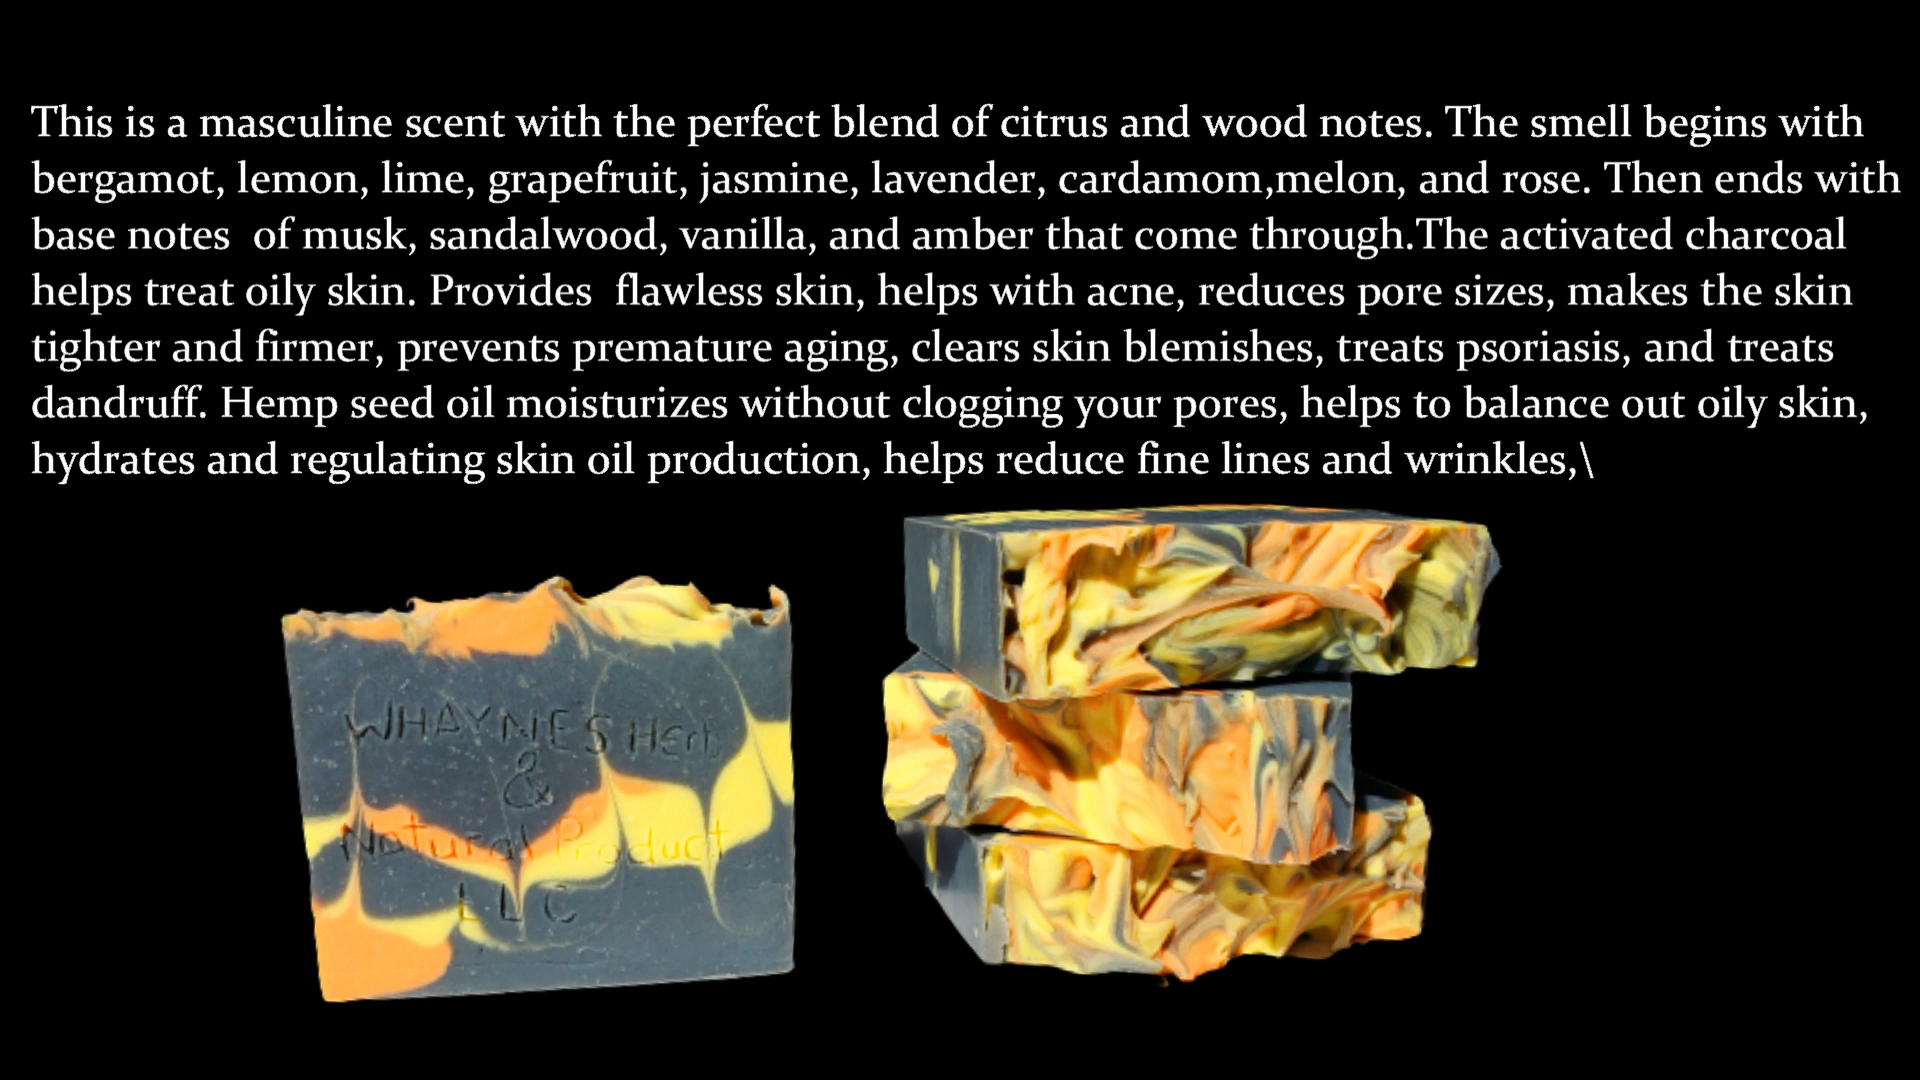 This is a masculine scent with the perfect blend of citrus and wood notes. The smell begins with
bergamot, lemon, lime, grapefruit, jasmine, lavender, cardamom,melon, and rose. Then ends with
base notes  of musk, sandalwood, vanilla, and amber that come through.The activated charcoal
helps treat oily skin. Provides  flawless skin, helps with acne, reduces pore sizes, makes the skin
tighter and firmer, prevents premature aging, clears skin blemishes, treats psoriasis, and treats
dandruff. Hemp seed oil moisturizes without clogging your pores, helps to balance out oily skin,
hydrates and regulating skin oil production, helps reduce fine lines and wrinkles,\
WHAYNES Herb
&
Natural Product
LLC